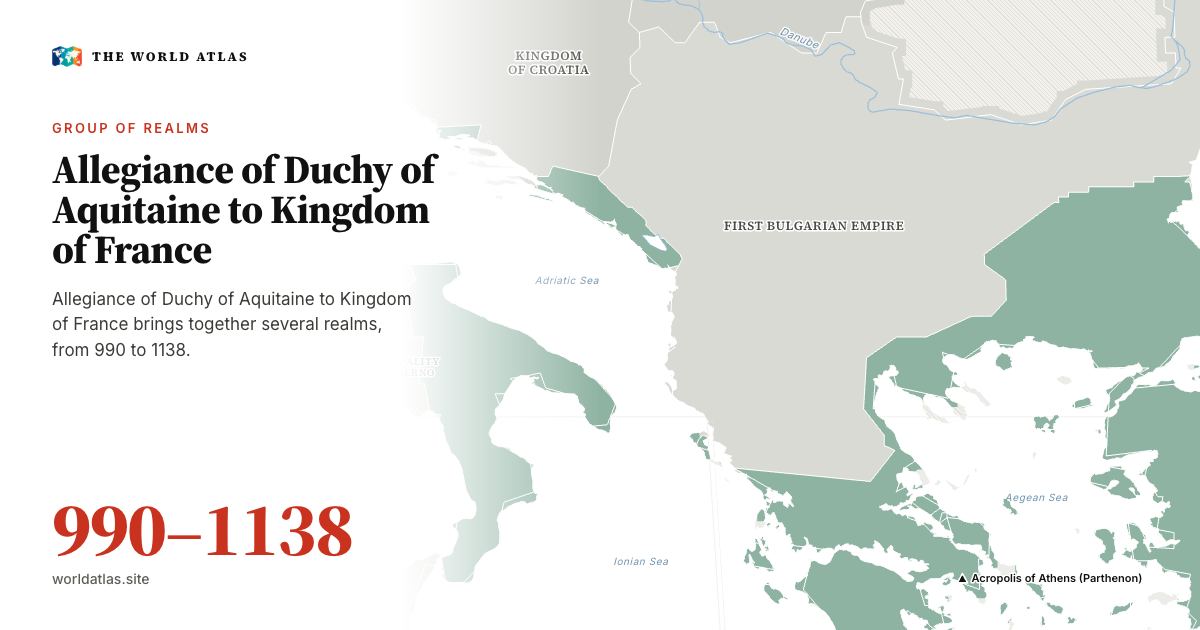 THE WORLD ATLAS
GROUP OF REALMS
Allegiance of Duchy of
Aquitaine to Kingdom
of France
Allegiance of Duchy of Aquitaine to Kingdom
of France brings together several realms,
from 990 to 1138.
990–1138
worldatlas.site
KINGDOM
OF CROATIA
Danube
FIRST BULGARIAN EMPIRE
Adriatic Sea
Aegean Sea
Ionian Sea
▲ Acropolis of Athens (Parthenon)